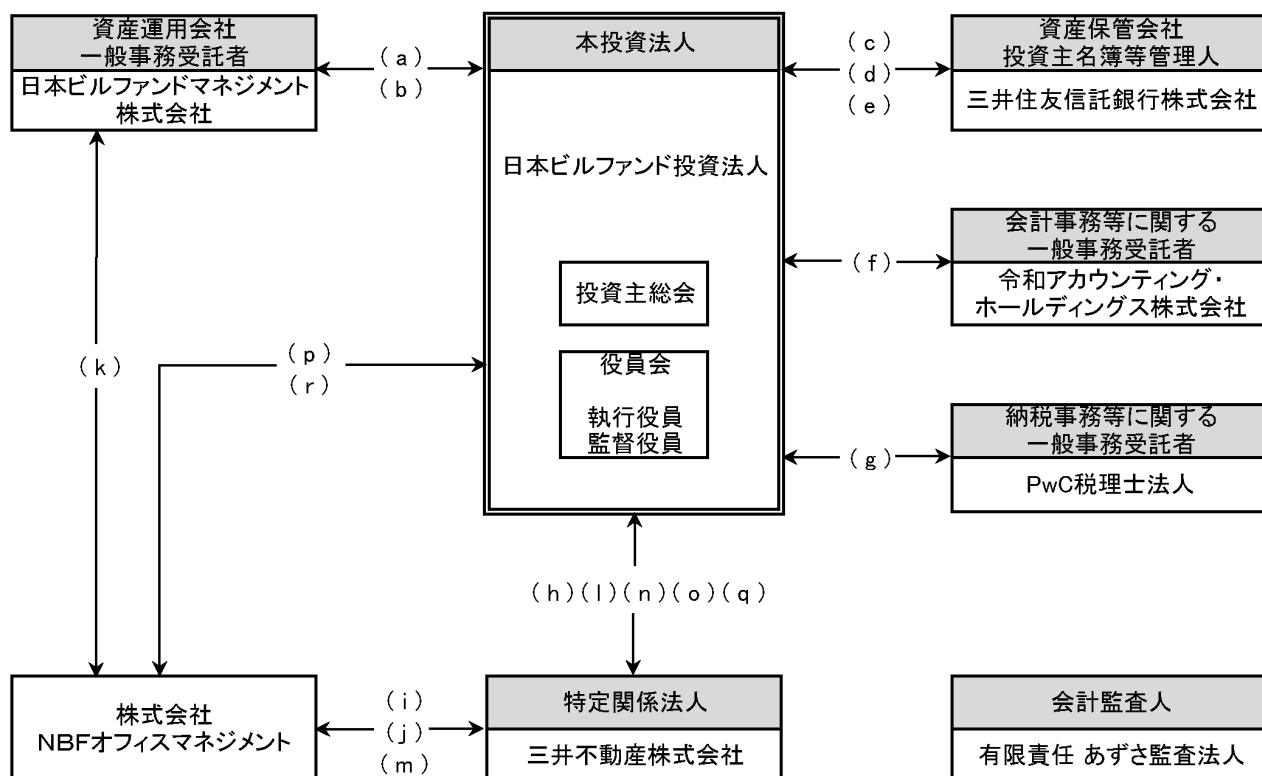 資産運用会社
一般事務受託者
日本ビルファンドマネジメント
株式会社
(a)
(b)
本投資法人
日本ビルファンド投資法人
投資主総会
役員会
執行役員
監督役員
(c)
(d)
(e)
資産保管会社
投資主名簿等管理人
三井住友信託銀行株式会社
(f)
会計事務等に関する
一般事務受託者
令和アカウンティング・
ホールディングス株式会社
(k)
(p)
(r)
(g)
納税事務等に関する
一般事務受託者
PwC税理士法人
(h)(l)(n)(o)(q)
株式会社
NBFオフィスマネジメント
(i)
(j)
(m)
特定関係法人
三井不動産株式会社
会計監査人
有限責任 あずさ監査法人